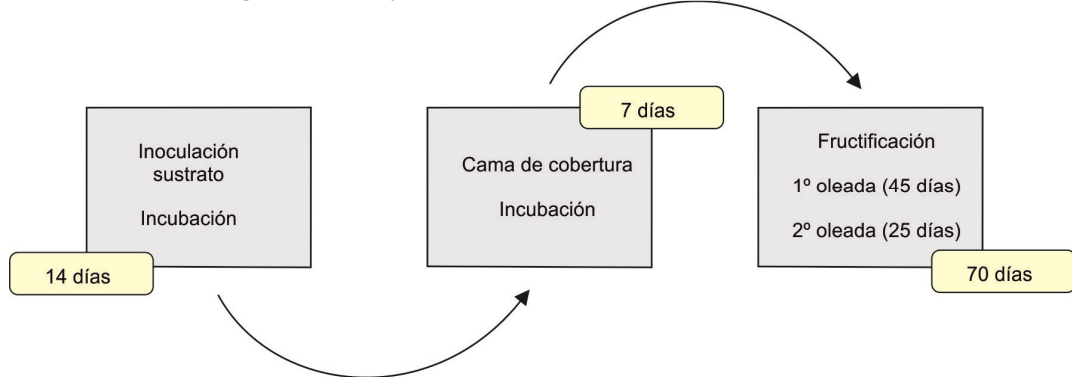 Inoculación
sustrato
Incubación
14 días
7 días
Cama de cobertura
Incubación
Fructificación
1º oleada (45 días)
2º oleada (25 días)
70 días